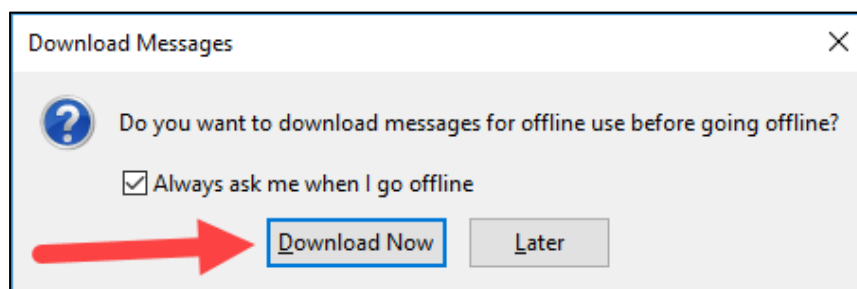 Download Messages
Do you want to download messages for offline use before going offline?
Always ask me when I go offline
Download Now Later